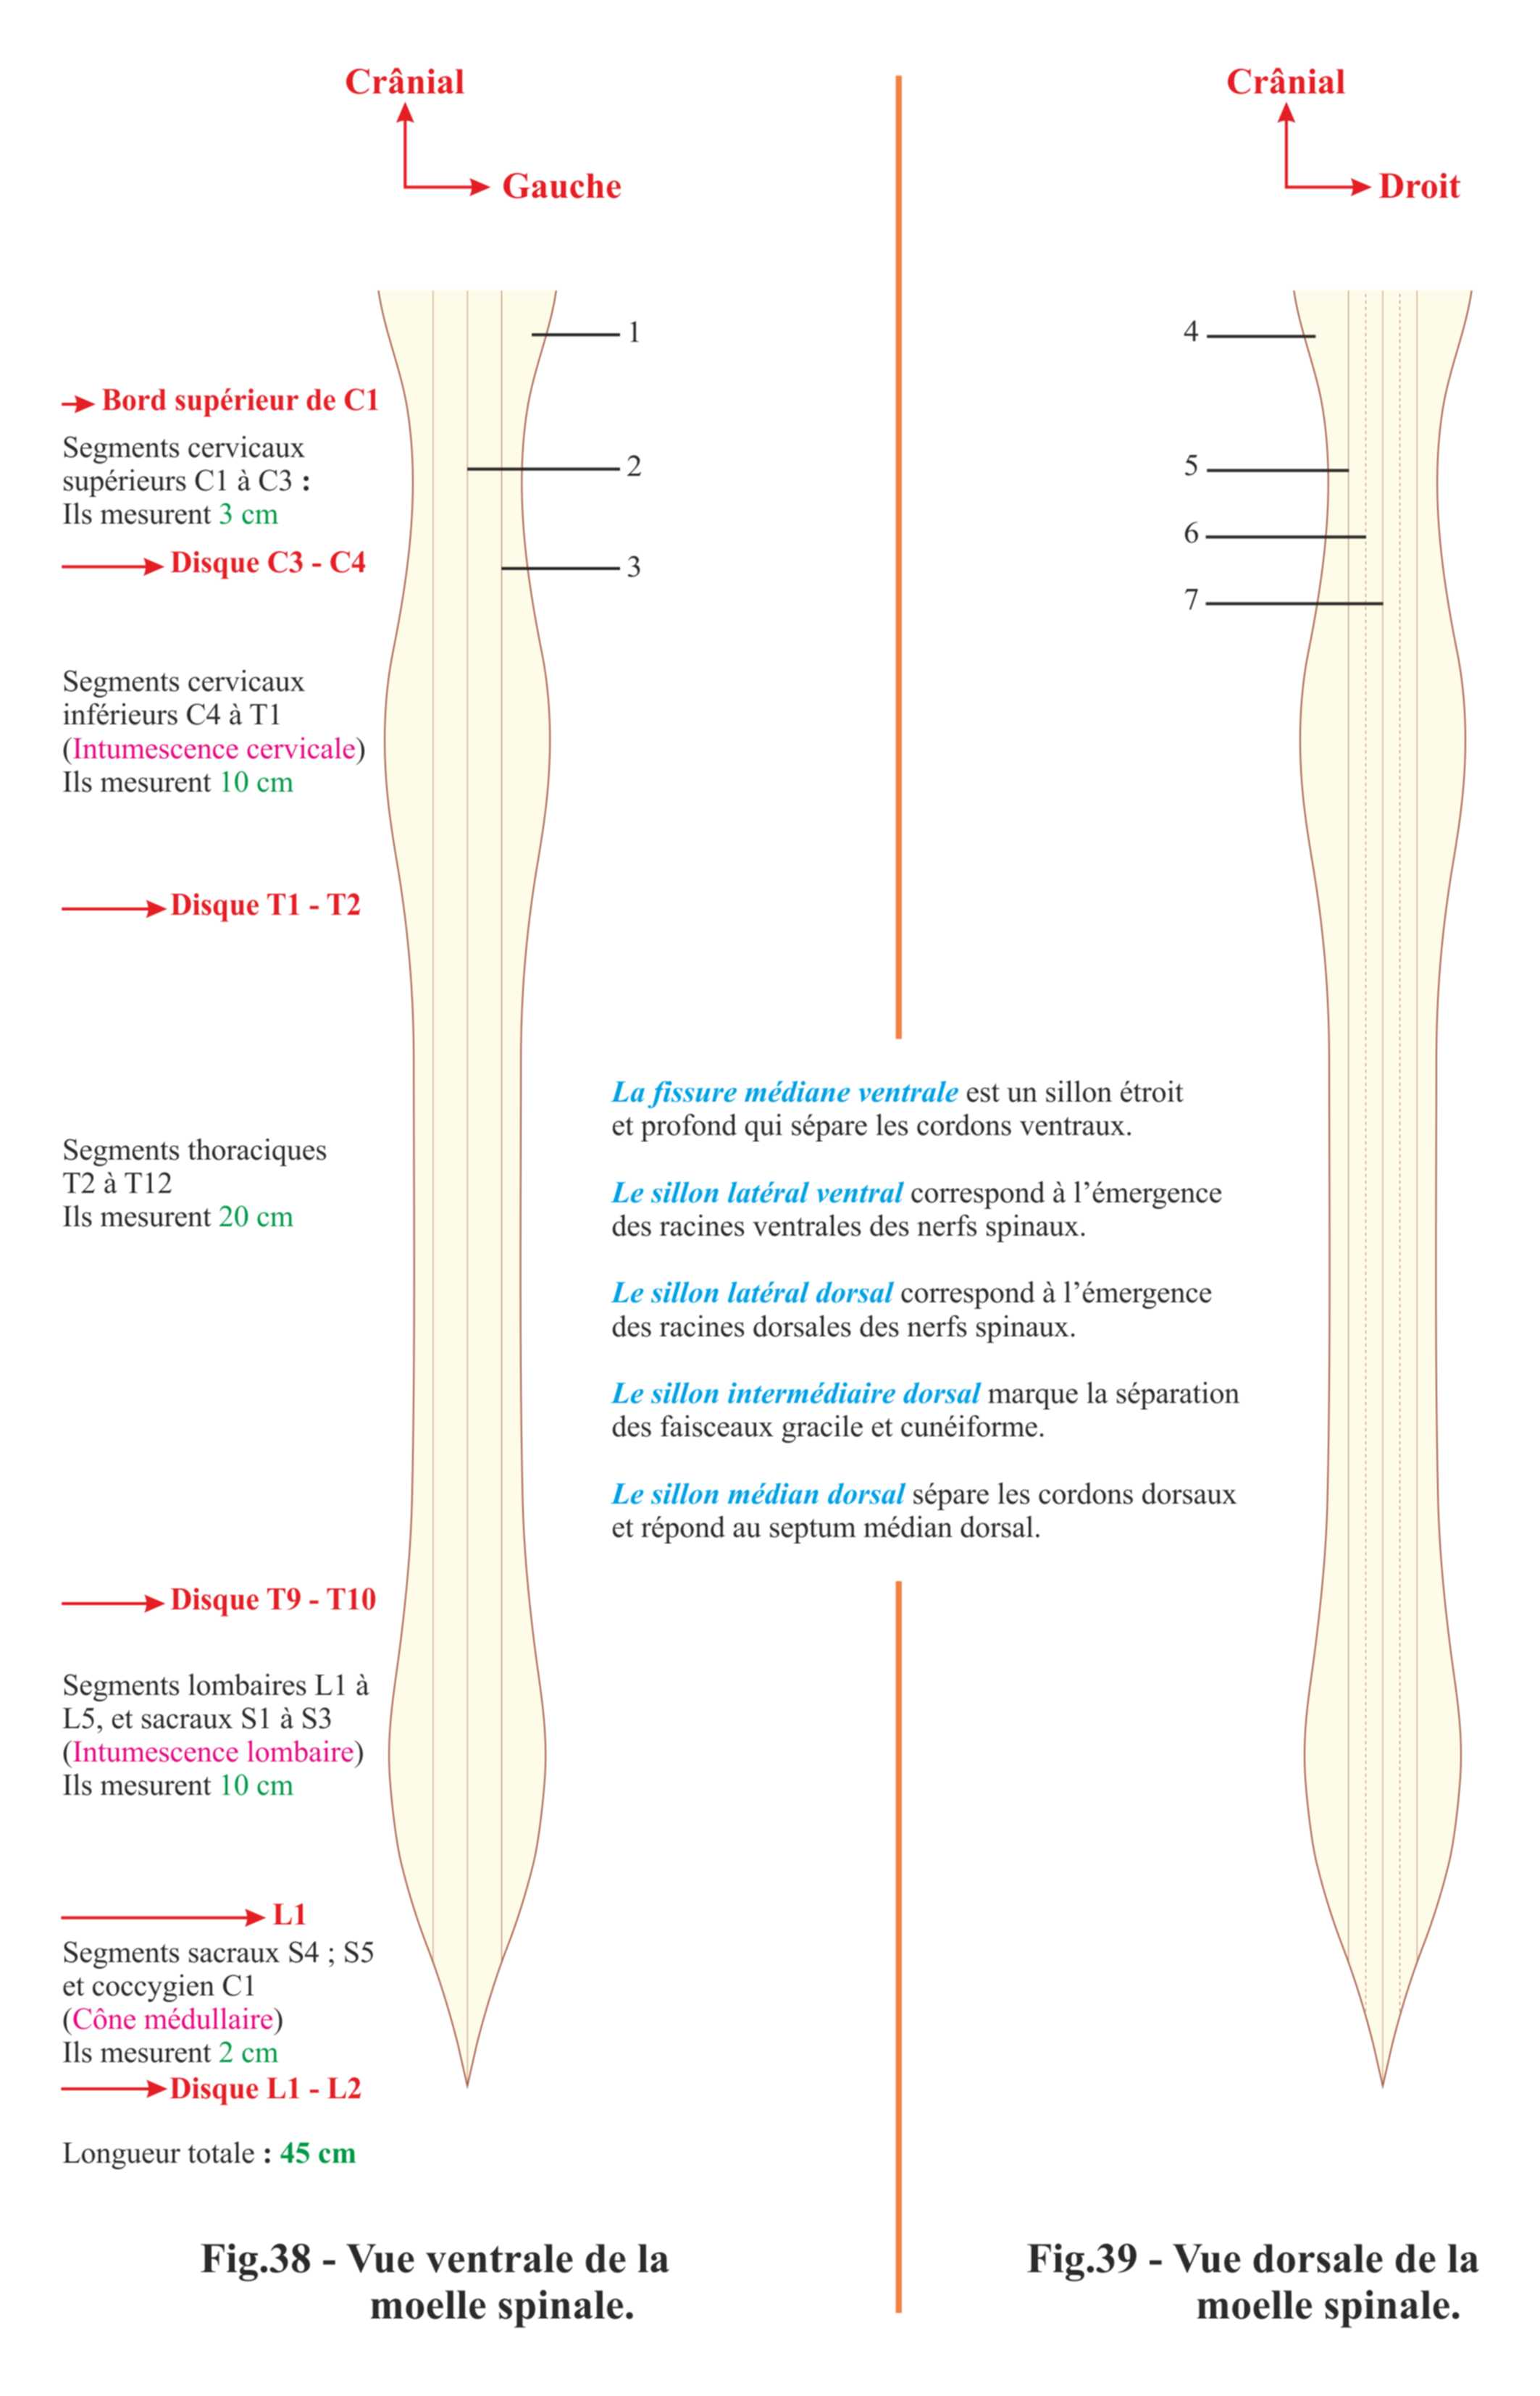 Crânial
Gauche
1
Bord supérieur de C1
Segments cervicaux
supérieurs C1 à C3 :
Ils mesurent 3 cm
2
Disque C3 - C4
3
Segments cervicaux
inférieurs C4 à T1
(Intumescence cervicale)
Ils mesurent 10 cm
Disque T1 - T2
Segments thoraciques
T2 à T12
Ils mesurent 20 cm
Disque T9 - T10
Segments lombaires L1 à
L5, et sacraux S1 à S3
(Intumescence lombaire)
Ils mesurent 10 cm
L1
Segments sacraux S4 ; S5
et coccygien C1
(Cône médullaire)
Ils mesurent 2 cm
Disque L1 - L2
Longueur totale : 45 cm
Fig.38 - Vue ventrale de la
moelle spinale.
La fissure médiane ventrale est un sillon étroit
et profond qui sépare les cordons ventraux.
Le sillon latéral ventral correspond à l’émergence
des racines ventrales des nerfs spinaux.
Le sillon latéral dorsal correspond à l’émergence
des racines dorsales des nerfs spinaux.
Le sillon intermédiaire dorsal marque la séparation
des faisceaux gracile et cunéiforme.
Le sillon médian dorsal sépare les cordons dorsaux
et répond au septum médian dorsal.
Crânial
Droit
4
5
6
7
Fig.39 - Vue dorsale de la
moelle spinale.